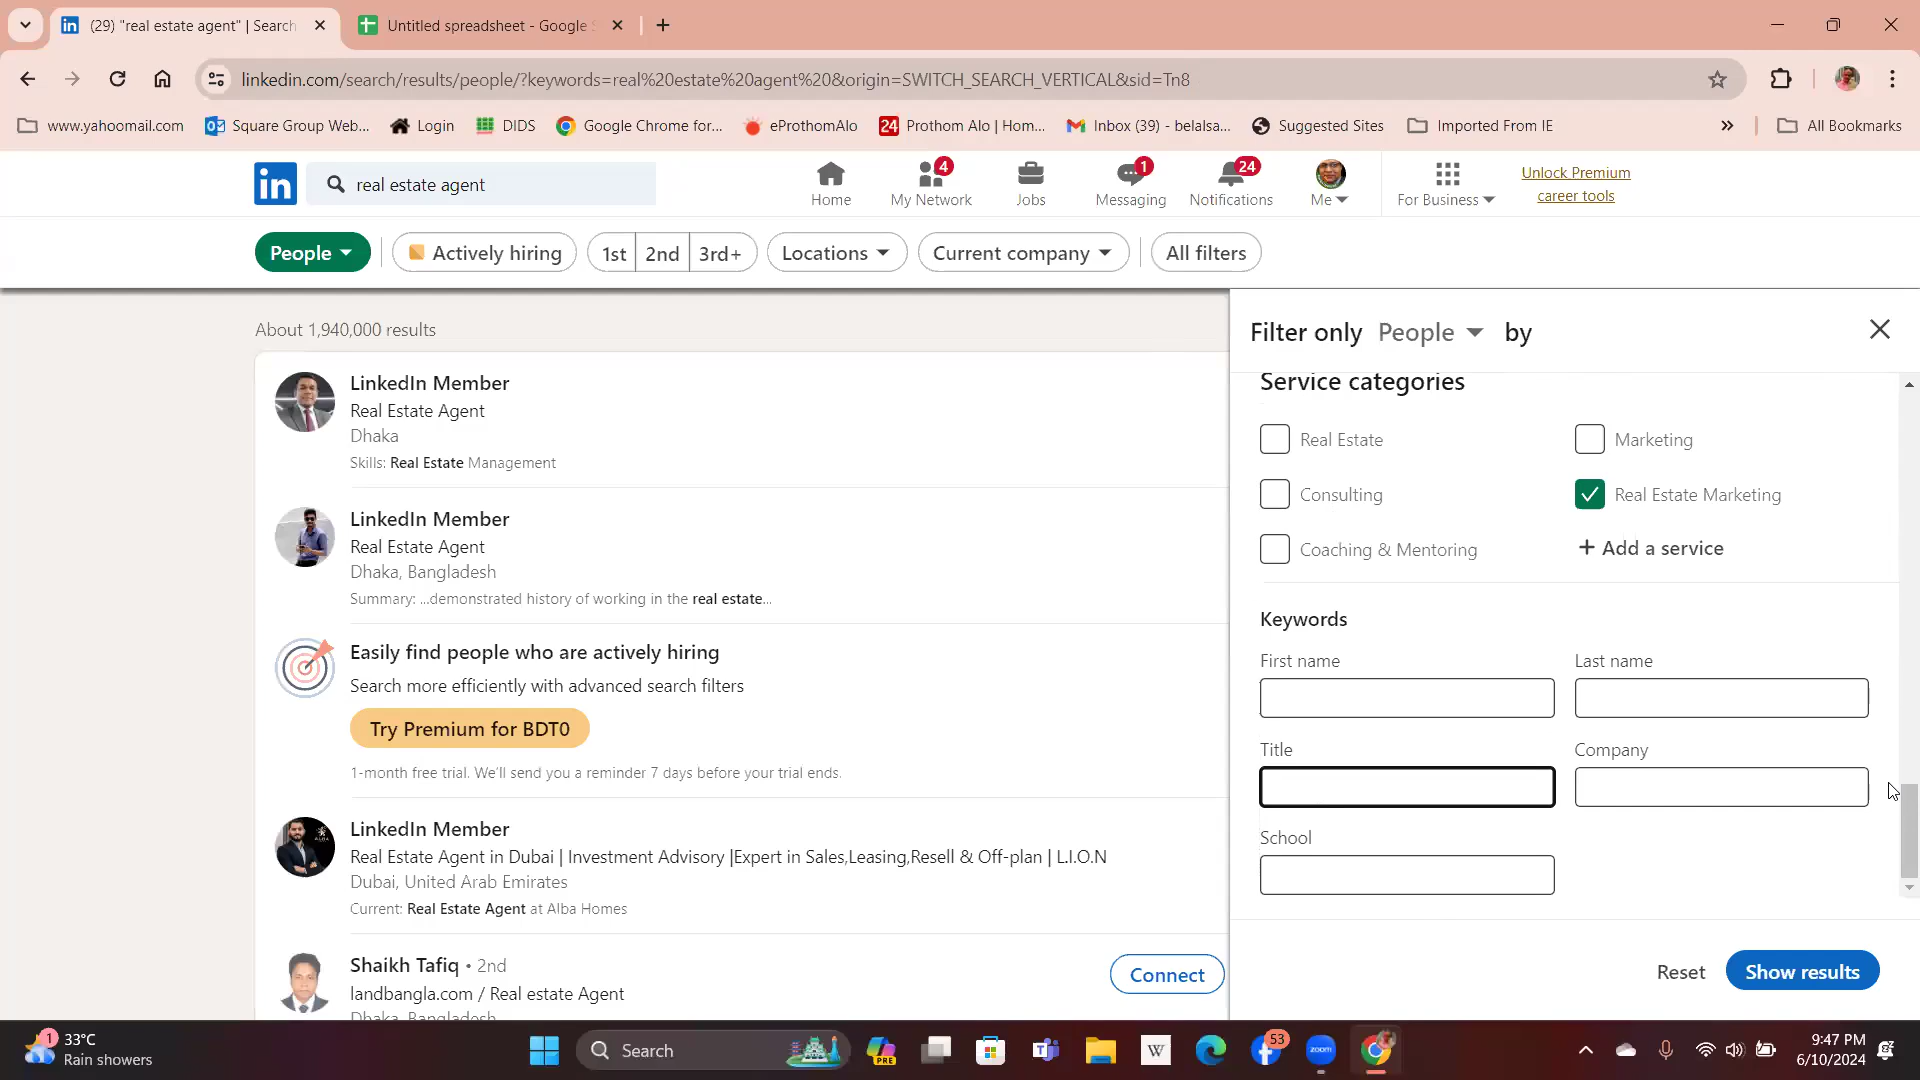 (29) "real estate agent" | Search
Untitled spreadsheet - Google S
linkedin.com/search/results/people/?keywords=real%20estate%20agent%20&origin=SWITCH_SEARCH_VERTICAL&sid=Tn8
www.yahoomail.com
Square Group Web...
Login
DIDS
Google Chrome for...
eProthomAlo
24
Prothom Alo | Hom...
Inbox (39) - belalsa...
Suggested Sites
Imported From IE
All Bookmarks
in
real estate agent
Home
4
My Network
Jobs
1
Messaging
24
Notifications
Me
For Business
Unlock Premium
career tools
People
Actively hiring
1st
2nd
3rd+
Locations
Current company
All filters
About 1,940,000 results
LinkedIn Member
Real Estate Agent
Dhaka
Skills: Real Estate Management
LinkedIn Member
Real Estate Agent
Dhaka, Bangladesh
Summary: ...demonstrated history of working in the real estate...
Easily find people who are actively hiring
Search more efficiently with advanced search filters
Try Premium for BDT0
1-month free trial. We'll send you a reminder 7 days before your trial ends.
LinkedIn Member
Real Estate Agent in Dubai | Investment Advisory |Expert in Sales,Leasing,Resell & Off-plan | L.I.O.N
Dubai, United Arab Emirates
Current: Real Estate Agent at Alba Homes
Shaikh Tafiq • 2nd
landbangla.com / Real estate Agent
Dhaka, Bangladesh
Connect
Filter only People by
Service categories
Real Estate
Marketing
Consulting
Real Estate Marketing
Coaching & Mentoring
+ Add a service
Keywords
First name
Last name
Title
Company
School
Reset
Show results
1
33°C
Rain showers
Search
PRE
W
53
zoom
9:47 PM
6/10/2024